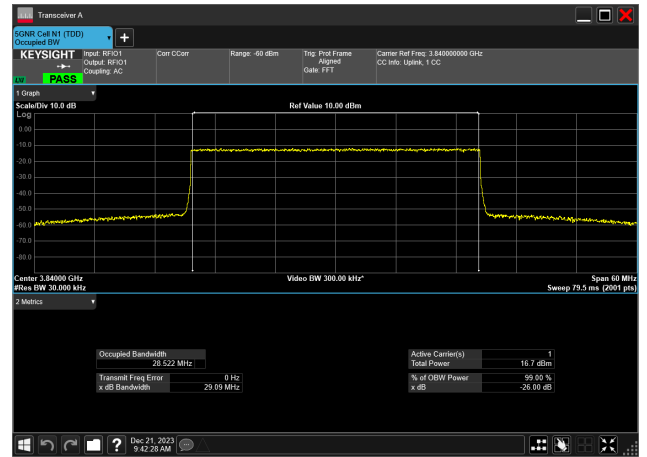 Transceiver A
5GNR Cell N1 (TDD)
Occupied BW
KEYSIGHT Input: RFIO1 Corr CCorr Range: -60 dBm Trig: Prot Frame Carrier Ref Freq: 3.840000000 GHz
Output: RFIO1 Aligned CC Info: Uplink, 1 CC
Coupling: AC Gate: FFT
LXI PASS
1 Graph
Scale/Div 10.0 dB Ref Value 10.00 dBm
Log
0.00
-10.0
-20.0
-30.0
-40.0
-50.0
-60.0
-70.0
-80.0
Center 3.84000 GHz Video BW 300.00 kHz* Span 60 MHz
#Res BW 30.000 kHz Sweep 79.5 ms (2001 pts)
2 Metrics
Occupied Bandwidth Active Carrier(s) 1
28.522 MHz Total Power 16.7 dBm
Transmit Freq Error 0 Hz % of OBW Power 99.00 %
x dB Bandwidth 29.09 MHz x dB -26.00 dB
Dec 21, 2023
9:42:28 AM